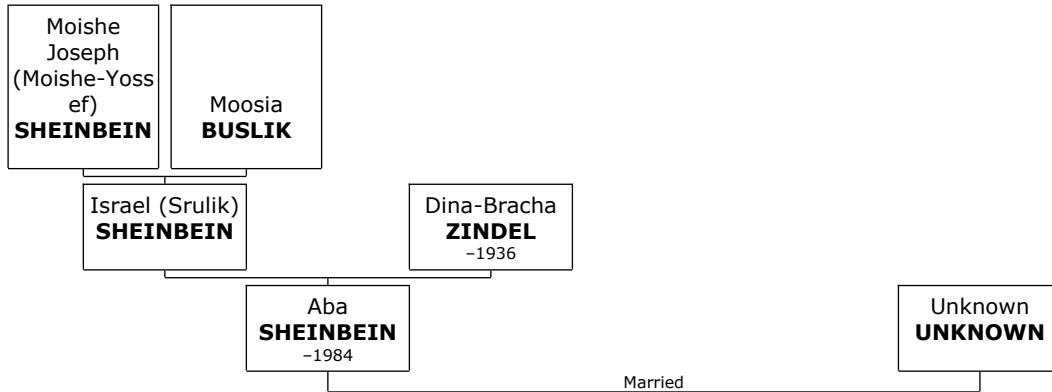 Moishe
Joseph
(Moishe-Yoss
ef)
SHEINBEIN
Moosia
BUSLIK
Israel (Srulik)
SHEINBEIN
Dina-Bracha
ZINDEL
–1936
Aba
SHEINBEIN
–1984
Unknown
UNKNOWN
Married